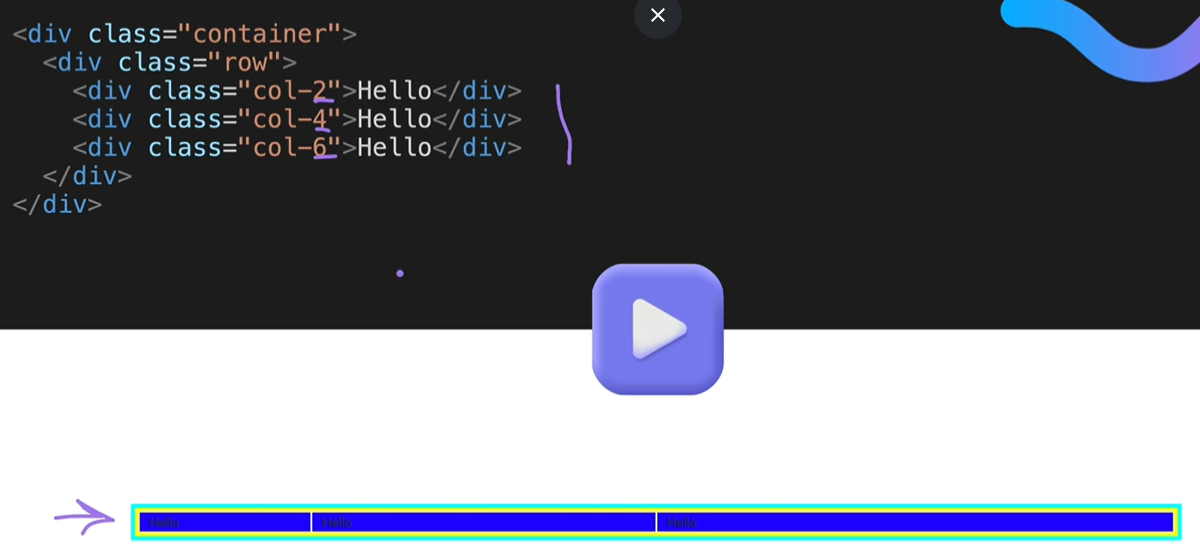 <div class="container">
  <div class="row">
    <div class="col-2">Hello</div>
    <div class="col-4">Hello</div>
    <div class="col-6">Hello</div>
  </div>
</div>
Hello Hello Hello